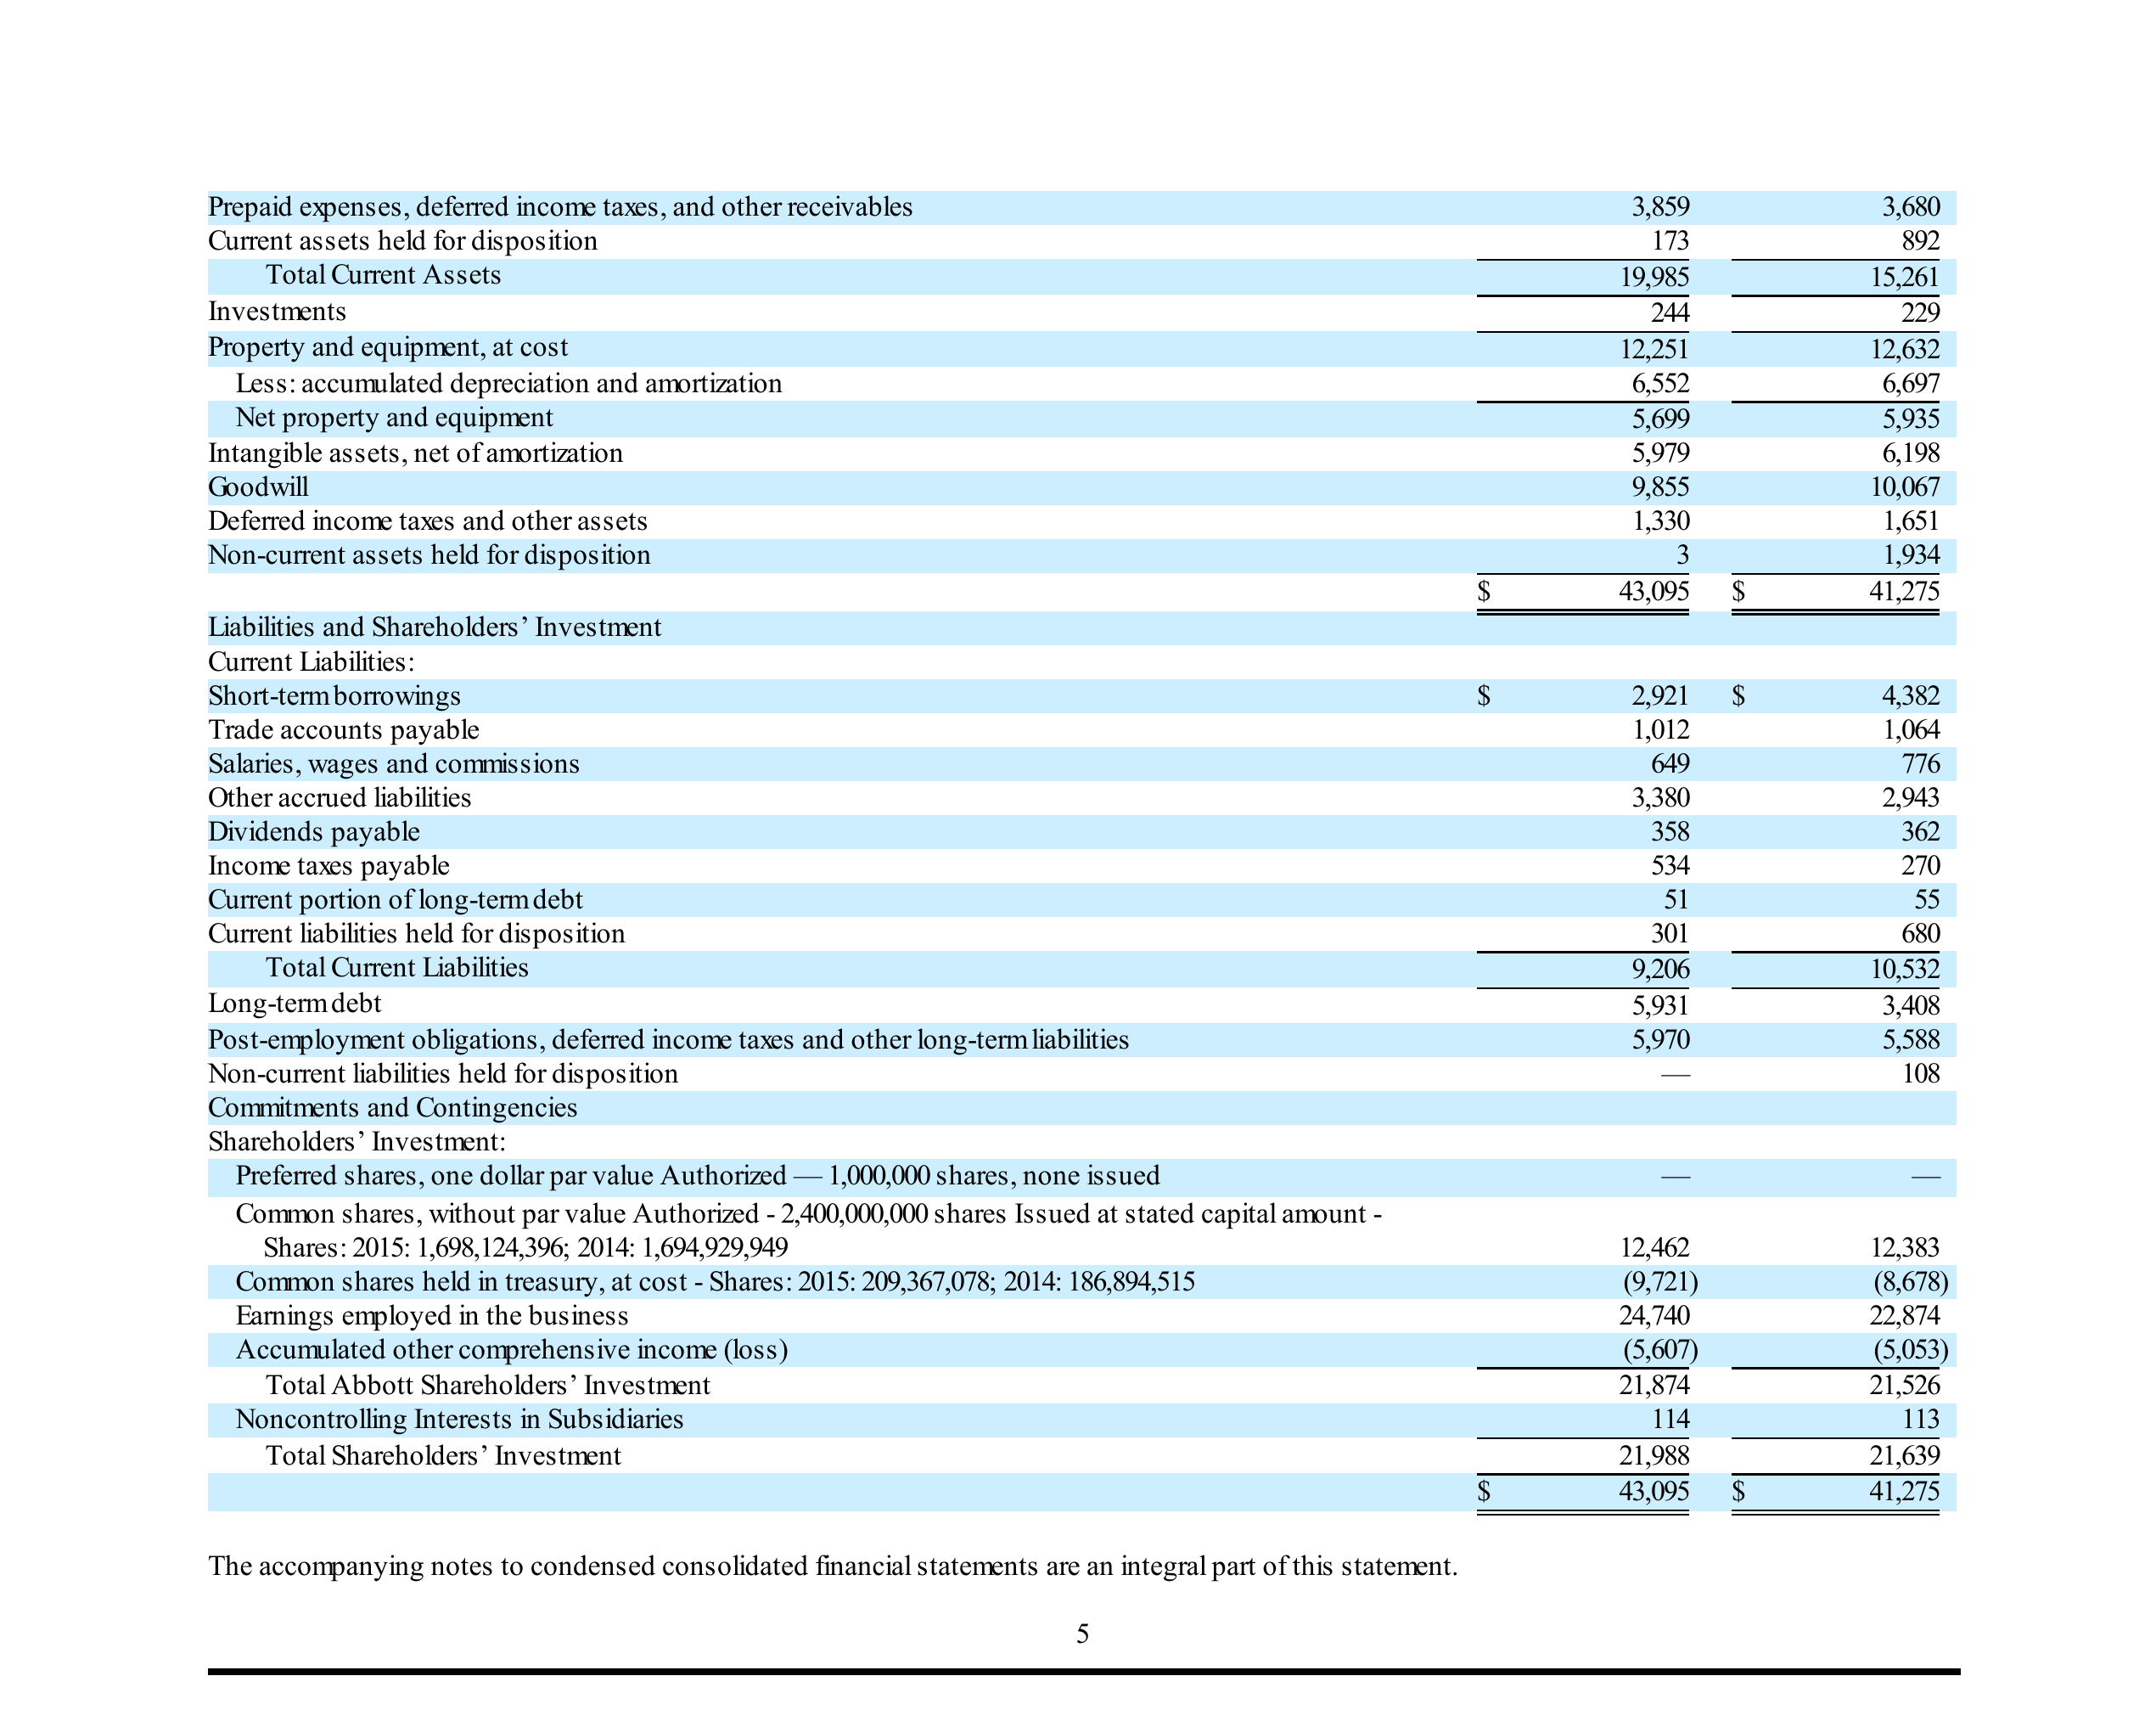 Prepaid expenses, deferred income taxes, and other receivables 3,859 3,680
Current assets held for disposition 173 892
Total Current Assets 19,985 15,261
Investments 244 229
Property and equipment, at cost 12,251 12,632
Less: accumulated depreciation and amortization 6,552 6,697
Net property and equipment 5,699 5,935
Intangible assets, net of amortization 5,979 6,198
Goodwill 9,855 10,067
Deferred income taxes and other assets 1,330 1,651
Non-current assets held for disposition 3 1,934
$ 43,095 $ 41,275
Liabilities and Shareholders’ Investment
Current Liabilities:
Short-term borrowings $ 2,921 $ 4,382
Trade accounts payable 1,012 1,064
Salaries, wages and commissions 649 776
Other accrued liabilities 3,380 2,943
Dividends payable 358 362
Income taxes payable 534 270
Current portion of long-term debt 51 55
Current liabilities held for disposition 301 680
Total Current Liabilities 9,206 10,532
Long-term debt 5,931 3,408
Post-employment obligations, deferred income taxes and other long-term liabilities 5,970 5,588
Non-current liabilities held for disposition — 108
Commitments and Contingencies
Shareholders’ Investment:
Preferred shares, one dollar par value Authorized — 1,000,000 shares, none issued — —
Common shares, without par value Authorized - 2,400,000,000 shares Issued at stated capital amount -
Shares: 2015: 1,698,124,396; 2014: 1,694,929,949 12,462 12,383
Common shares held in treasury, at cost - Shares: 2015: 209,367,078; 2014: 186,894,515 (9,721) (8,678)
Earnings employed in the business 24,740 22,874
Accumulated other comprehensive income (loss) (5,607) (5,053)
Total Abbott Shareholders’ Investment 21,874 21,526
Noncontrolling Interests in Subsidiaries 114 113
Total Shareholders’ Investment 21,988 21,639
$ 43,095 $ 41,275
The accompanying notes to condensed consolidated financial statements are an integral part of this statement.
5